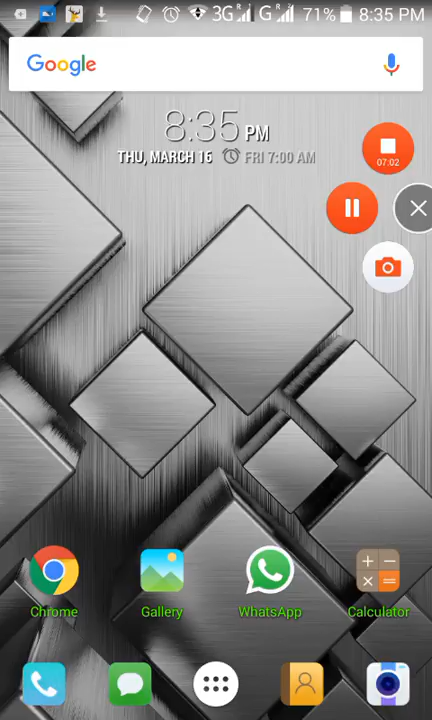 3G R G R 71% 8:35 PM
Google
8:35 PM
THU, MARCH 16 FRI 7:00 AM
07:02
Chrome
Gallery
WhatsApp
Calculator